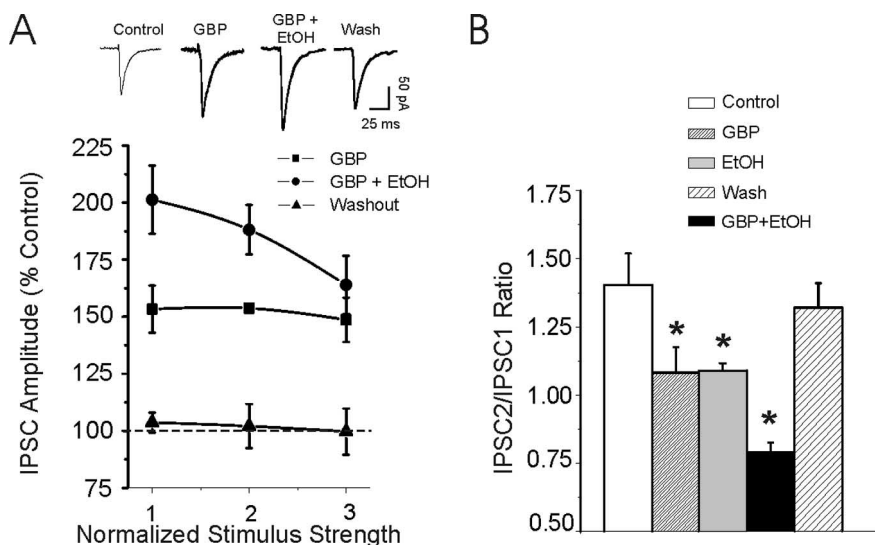 A
Control
GBP
GBP +
EtOH
Wash
50 pA
25 ms
IPSC Amplitude (% Control)
225
200
175
150
125
100
75
GBP
GBP + EtOH
Washout
1 2 3
Normalized Stimulus Strength
B
Control
GBP
EtOH
Wash
GBP+EtOH
IPSC2/IPSC1 Ratio
1.75
1.50
1.25
1.00
0.75
0.50
*
*
*